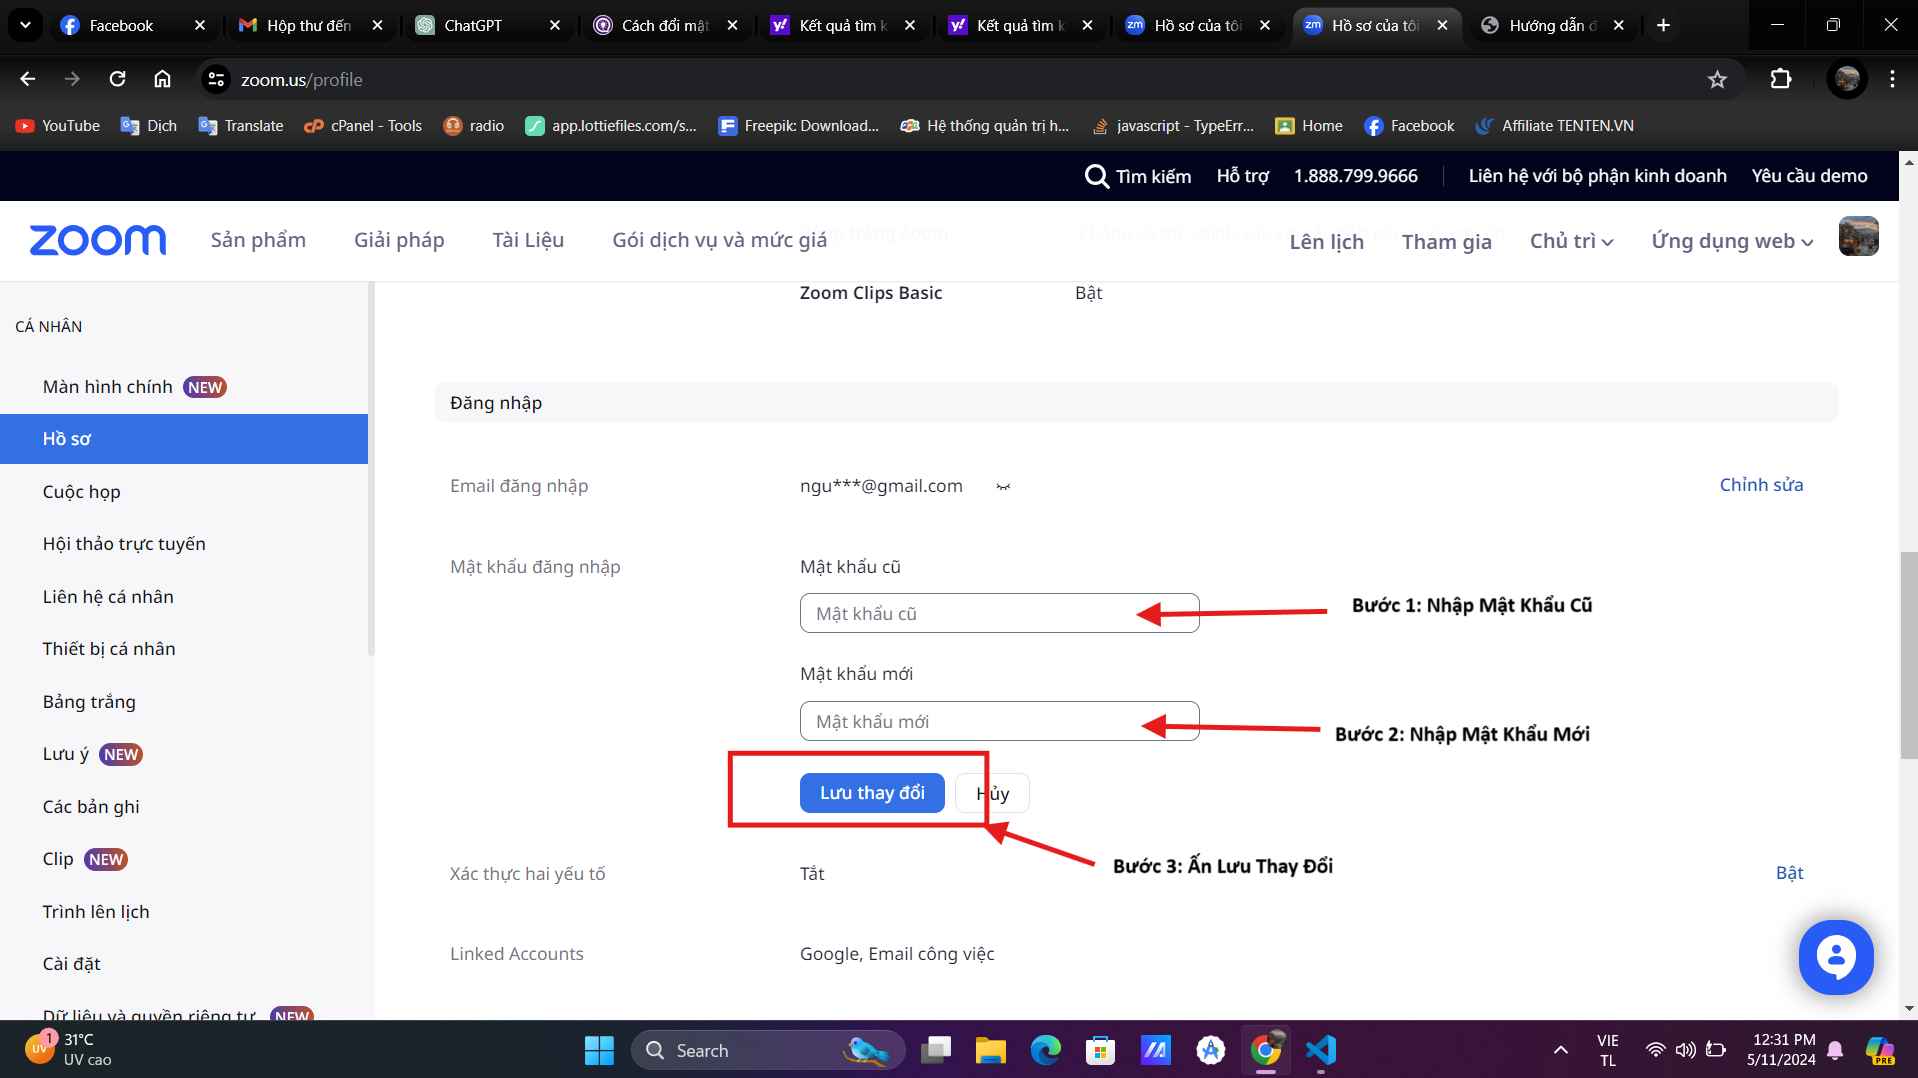 Facebook
Hộp thư đến
ChatGPT
Cách đổi mật
Kết quả tìm k
Kết quả tìm k
zm Hồ sơ của tôi
zm Hồ sơ của tôi
Hướng dẫn đ
zoom.us/profile
YouTube
Dịch
Translate
cPanel - Tools
radio
app.lottiefiles.com/s...
Freepik: Download...
Hệ thống quản trị h...
javascript - TypeErr...
Home
Facebook
Affiliate TENTEN.VN
Tìm kiếm
Hỗ trợ
1.888.799.9666
Liên hệ với bộ phận kinh doanh
Yêu cầu demo
zoom
Sản phẩm
Giải pháp
Tài Liệu
Gói dịch vụ và mức giá
Lên lịch
Tham gia
Chủ trì
Ứng dụng web
Zoom Clips Basic
Bật
CÁ NHÂN
Màn hình chính NEW
Hồ sơ
Cuộc họp
Hội thảo trực tuyến
Liên hệ cá nhân
Thiết bị cá nhân
Bảng trắng
Lưu ý NEW
Các bản ghi
Clip NEW
Trình lên lịch
Cài đặt
Dữ liệu và quyền riêng tư NEW
Đăng nhập
Email đăng nhập
ngu***@gmail.com
Chỉnh sửa
Mật khẩu đăng nhập
Mật khẩu cũ
Mật khẩu cũ
Bước 1: Nhập Mật Khẩu Cũ
Mật khẩu mới
Mật khẩu mới
Bước 2: Nhập Mật Khẩu Mới
Lưu thay đổi
Hủy
Bước 3: Ấn Lưu Thay Đổi
Xác thực hai yếu tố
Tắt
Bật
Linked Accounts
Google, Email công việc
UV
1
31°C
UV cao
Search
VIE
TL
12:31 PM
5/11/2024
PRE